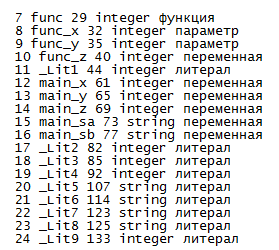 7 func 29 integer функция
8 func_x 32 integer параметр
9 func_y 35 integer параметр
10 func_z 40 integer переменная
11 _Lit1 44 integer литерал
12 main_x 61 integer переменная
13 main_y 65 integer переменная
14 main_z 69 integer переменная
15 main_sa 73 string переменная
16 main_sb 77 string переменная
17 _Lit2 82 integer литерал
18 _Lit3 85 integer литерал
19 _Lit4 92 integer литерал
20 _Lit5 107 string литерал
21 _Lit6 114 string литерал
22 _Lit7 123 string литерал
23 _Lit8 125 string литерал
24 _Lit9 133 integer литерал